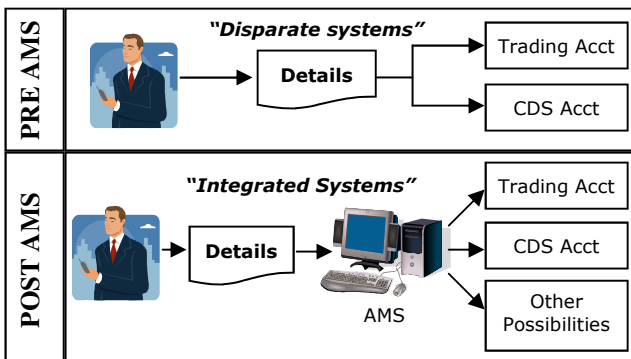 PRE AMS
“Disparate systems”
Details
Trading Acct
CDS Acct
POST AMS
“Integrated Systems”
Details
AMS
Trading Acct
CDS Acct
Other
Possibilities